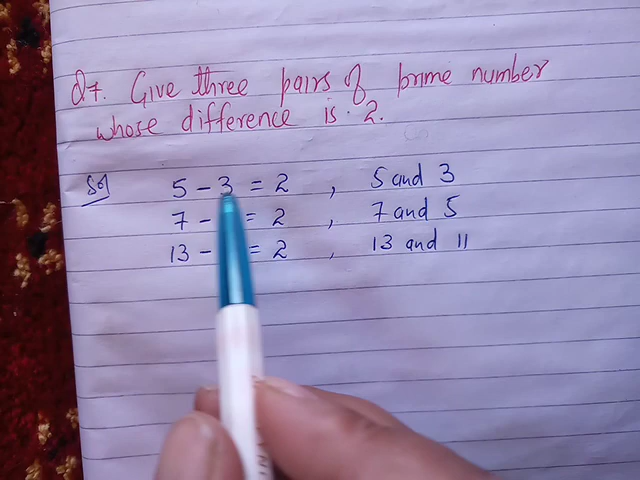 Q7. Give three pairs of prime number
whose difference is 2.
Sol 5 - 3 = 2 , 5 and 3
7 - = 2 , 7 and 5
13 - = 2 , 13 and 11